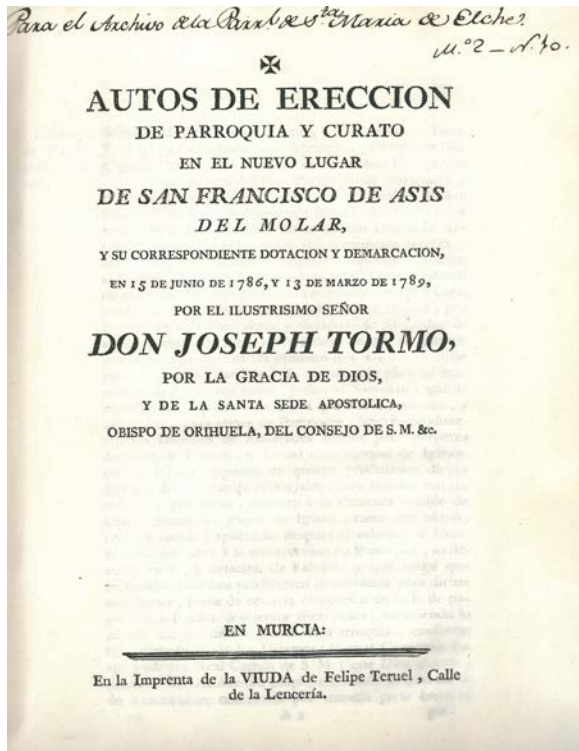 Para el Archivo de la Parrl. de Sta. Maria de Elche.
M.º 2 – N. 10.
✠
AUTOS DE ERECCION
DE PARROQUIA Y CURATO
EN EL NUEVO LUGAR
DE SAN FRANCISCO DE ASIS
DEL MOLAR,
Y SU CORRESPONDIENTE DOTACION Y DEMARCACION,
EN 15 DE JUNIO DE 1786, Y 13 DE MARZO DE 1789,
POR EL ILUSTRISIMO SEÑOR
DON JOSEPH TORMO,
POR LA GRACIA DE DIOS,
Y DE LA SANTA SEDE APOSTOLICA,
OBISPO DE ORIHUELA, DEL CONSEJO DE S. M. &c.
EN MURCIA:
En la Imprenta de la VIUDA de Felipe Teruel, Calle
de la Lencería.